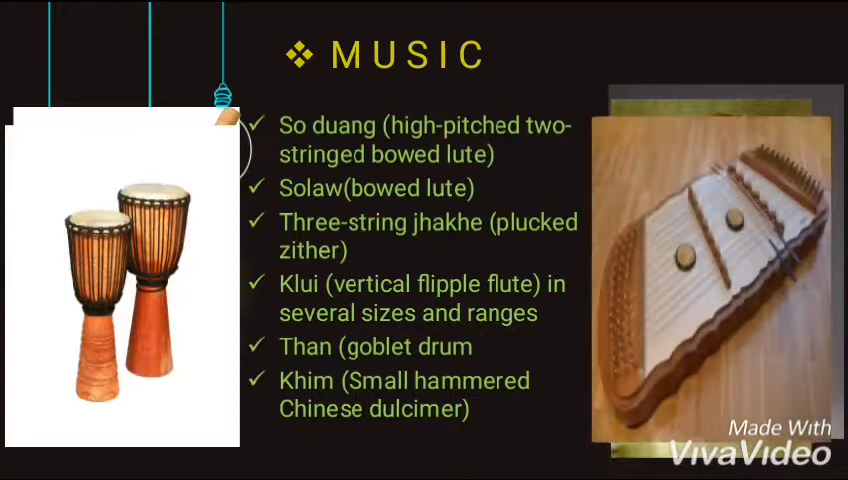 ❖ MUSIC
✓ So duang (high-pitched two-
stringed bowed lute)
✓ Solaw(bowed lute)
✓ Three-string jhakhe (plucked
zither)
✓ Klui (vertical flipple flute) in
several sizes and ranges
✓ Than (goblet drum
✓ Khim (Small hammered
Chinese dulcimer)
Made With
VivaVideo